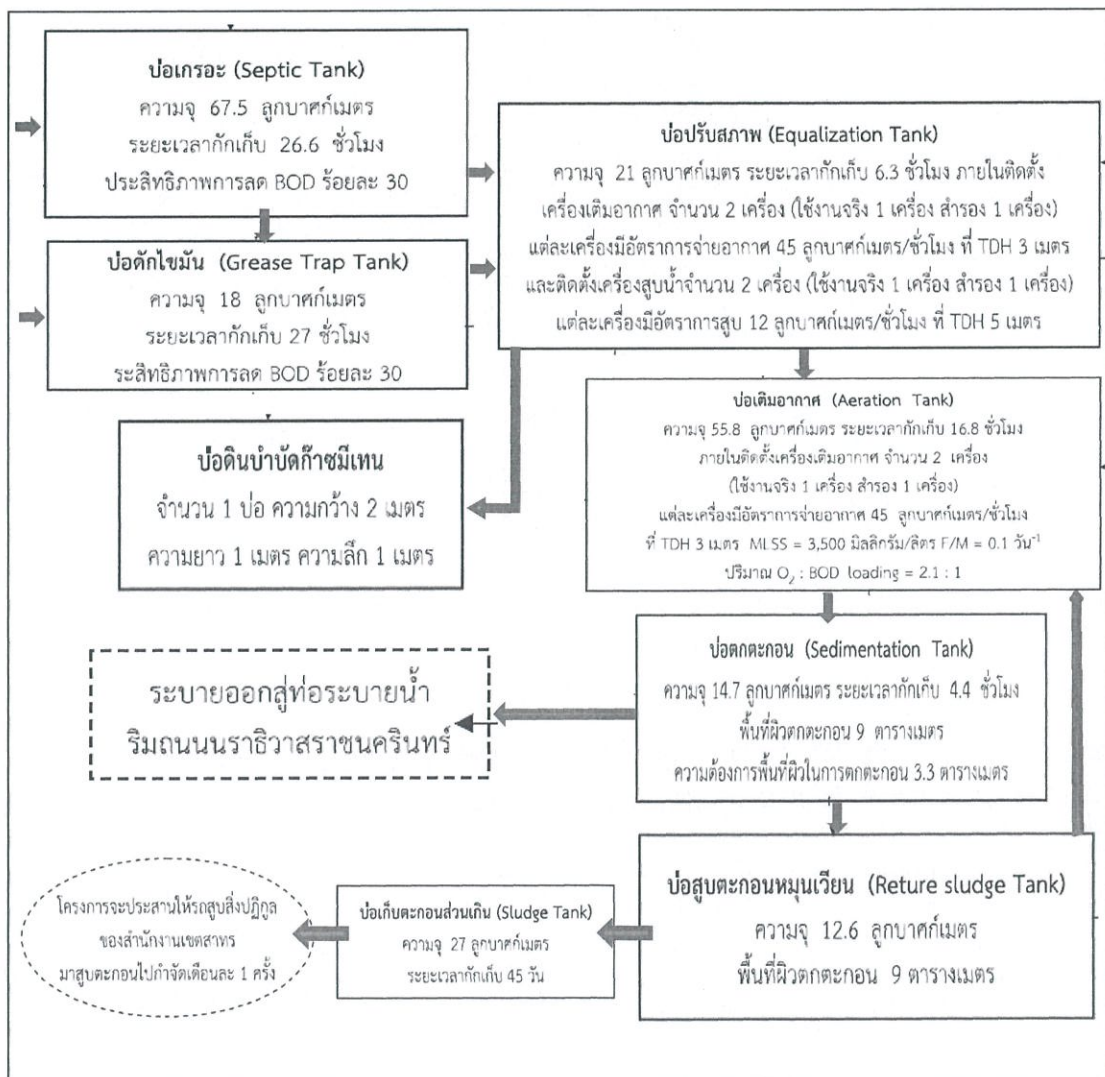 บ่อเกรอะ (Septic Tank)
ความจุ 67.5 ลูกบาศก์เมตร
ระยะเวลากักเก็บ 26.6 ชั่วโมง
ประสิทธิภาพการลด BOD ร้อยละ 30
บ่อดักไขมัน (Grease Trap Tank)
ความจุ 18 ลูกบาศก์เมตร
ระยะเวลากักเก็บ 27 ชั่วโมง
ระสิทธิภาพการลด BOD ร้อยละ 30
บ่อปรับสภาพ (Equalization Tank)
ความจุ 21 ลูกบาศก์เมตร ระยะเวลากักเก็บ 6.3 ชั่วโมง ภายในติดตั้ง
เครื่องเติมอากาศ จำนวน 2 เครื่อง (ใช้งานจริง 1 เครื่อง สำรอง 1 เครื่อง)
แต่ละเครื่องมีอัตราการจ่ายอากาศ 45 ลูกบาศก์เมตร/ชั่วโมง ที่ TDH 3 เมตร
และติดตั้งเครื่องสูบน้ำจำนวน 2 เครื่อง (ใช้งานจริง 1 เครื่อง สำรอง 1 เครื่อง)
แต่ละเครื่องมีอัตราการสูบ 12 ลูกบาศก์เมตร/ชั่วโมง ที่ TDH 5 เมตร
บ่อดินบำบัดก๊าซมีเทน
จำนวน 1 บ่อ ความกว้าง 2 เมตร
ความยาว 1 เมตร ความลึก 1 เมตร
บ่อเติมอากาศ (Aeration Tank)
ความจุ 55.8 ลูกบาศก์เมตร ระยะเวลากักเก็บ 16.8 ชั่วโมง
ภายในติดตั้งเครื่องเติมอากาศ จำนวน 2 เครื่อง
(ใช้งานจริง 1 เครื่อง สำรอง 1 เครื่อง)
แต่ละเครื่องมีอัตราการจ่ายอากาศ 45 ลูกบาศก์เมตร/ชั่วโมง
ที่ TDH 3 เมตร MLSS = 3,500 มิลลิกรัม/ลิตร F/M = 0.1 วัน⁻¹
ปริมาณ O₂ : BOD loading = 2.1 : 1
บ่อตกตะกอน (Sedimentation Tank)
ความจุ 14.7 ลูกบาศก์เมตร ระยะเวลากักเก็บ 4.4 ชั่วโมง
พื้นที่ผิวตกตะกอน 9 ตารางเมตร
ความต้องการพื้นที่ผิวในการตกตะกอน 3.3 ตารางเมตร
ระบายออกสู่ท่อระบายน้ำ
ริมถนนนราธิวาสราชนครินทร์
บ่อสูบตะกอนหมุนเวียน (Reture sludge Tank)
ความจุ 12.6 ลูกบาศก์เมตร
พื้นที่ผิวตกตะกอน 9 ตารางเมตร
บ่อเก็บตะกอนส่วนเกิน (Sludge Tank)
ความจุ 27 ลูกบาศก์เมตร
ระยะเวลากักเก็บ 45 วัน
โครงการจะประสานให้รถสูบสิ่งปฏิกูล
ของสำนักงานเขตสาทร
มาสูบตะกอนไปกำจัดเดือนละ 1 ครั้ง